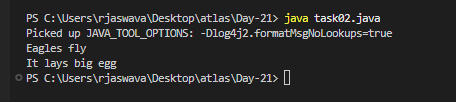 PS C:\Users\rjaswava\Desktop\atlas\Day-21> java task02.java
Picked up JAVA_TOOL_OPTIONS: -Dlog4j2.formatMsgNoLookups=true
Eagles fly
It lays big egg
PS C:\Users\rjaswava\Desktop\atlas\Day-21>